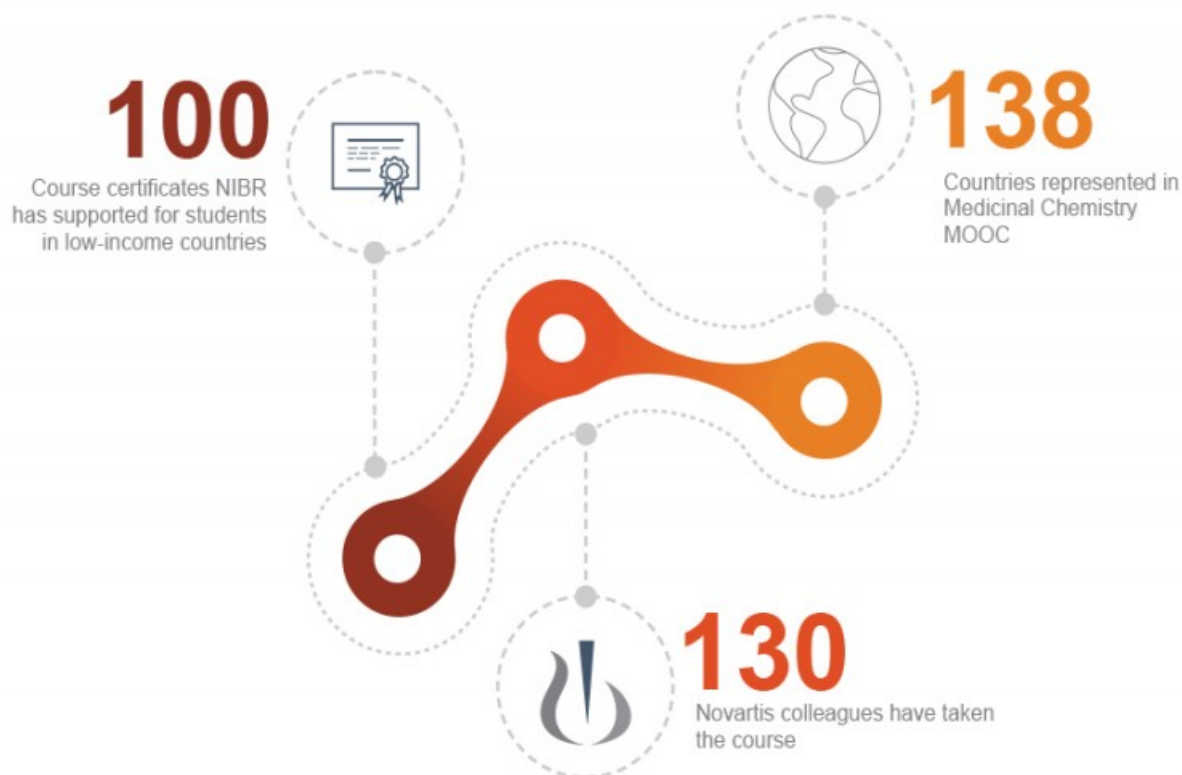 100
Course certificates NIBR
has supported for students
in low-income countries
138
Countries represented in
Medicinal Chemistry
MOOC
130
Novartis colleagues have taken
the course